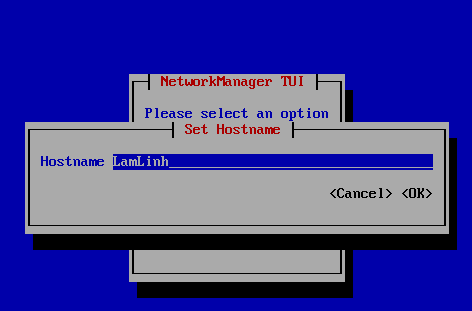 NetworkManager TUI
Please select an option
Set Hostname
Hostname LamLinh
<Cancel> <OK>